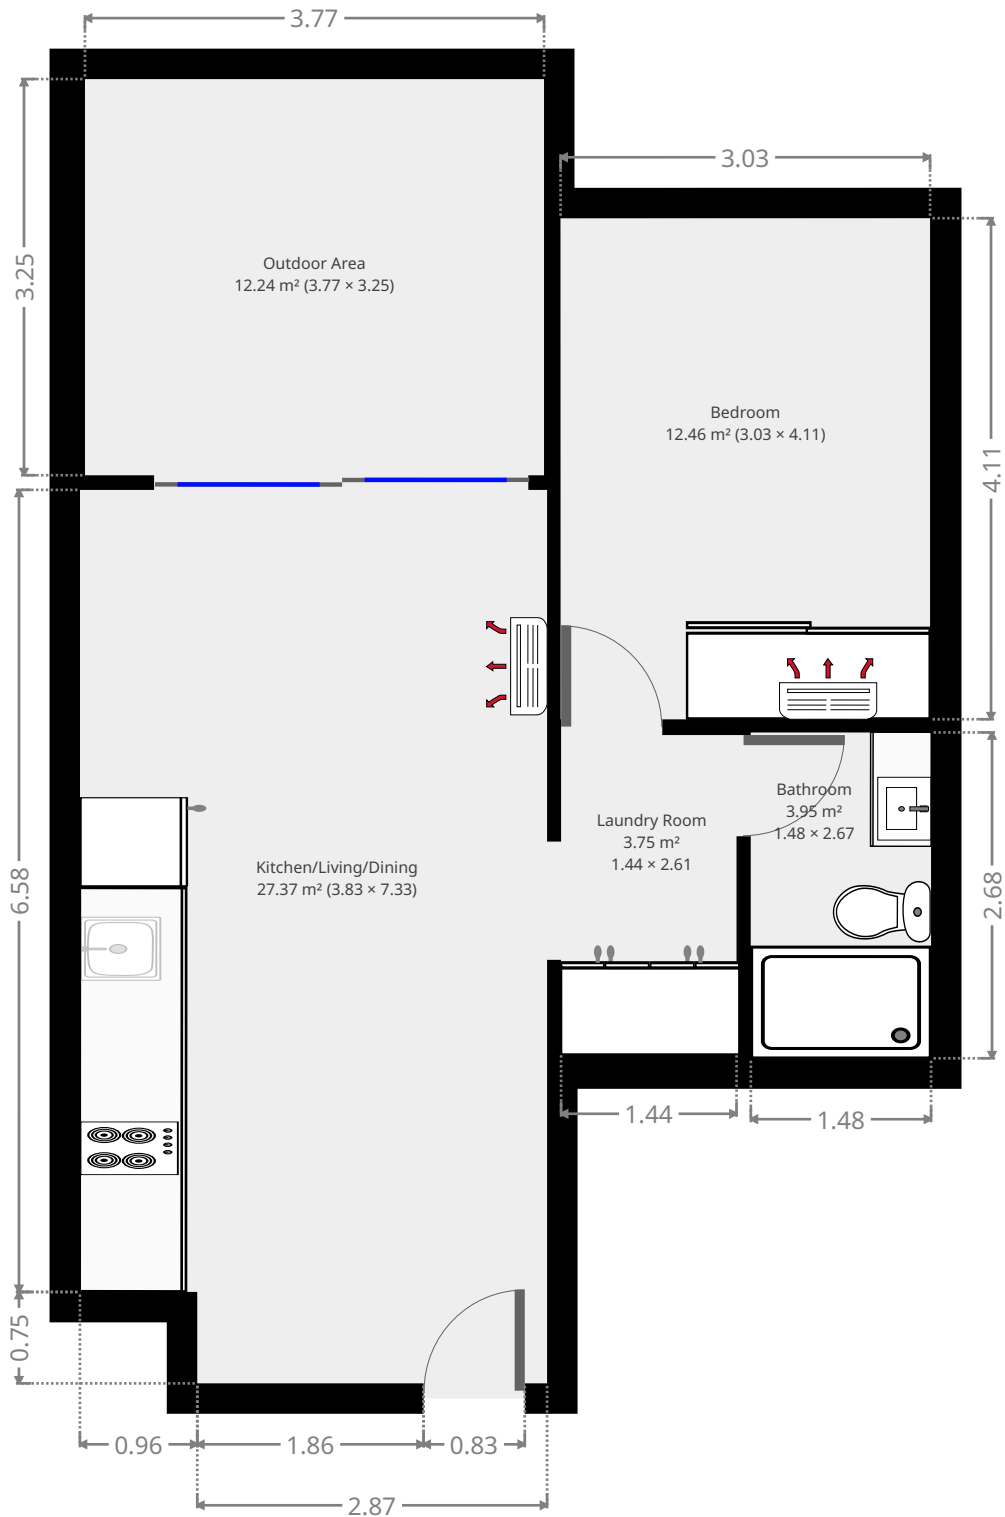 3.77
3.03
3.25
Outdoor Area
12.24 m² (3.77 × 3.25)
Bedroom
12.46 m² (3.03 × 4.11)
4.11
Bathroom
3.95 m²
1.48 × 2.67
Laundry Room
3.75 m²
1.44 × 2.61
Kitchen/Living/Dining
27.37 m² (3.83 × 7.33)
6.58
2.68
1.44
1.48
0.75
0.96
1.86
0.83
2.87